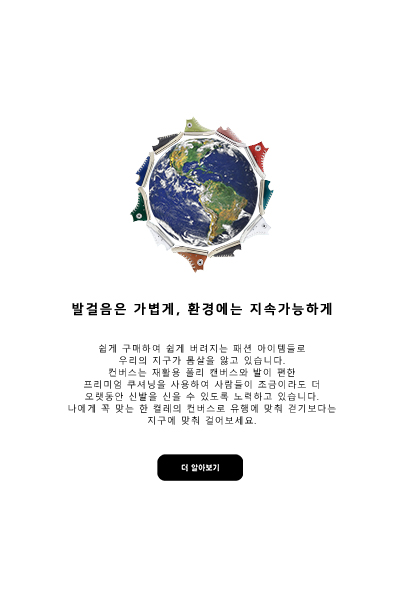 발걸음은 가볍게, 환경에는 지속가능하게
쉽게 구매하여 쉽게 버려지는 패션 아이템들로
우리의 지구가 몸살을 앓고 있습니다.
컨버스는 재활용 폴리 캔버스와 발이 편한
프리미엄 쿠셔닝을 사용하여 사람들이 조금이라도 더
오랫동안 신발을 신을 수 있도록 노력하고 있습니다.
나에게 꼭 맞는 한 켤레의 컨버스로 유행에 맞춰 걷기보다는
지구에 맞춰 걸어보세요.
더 알아보기